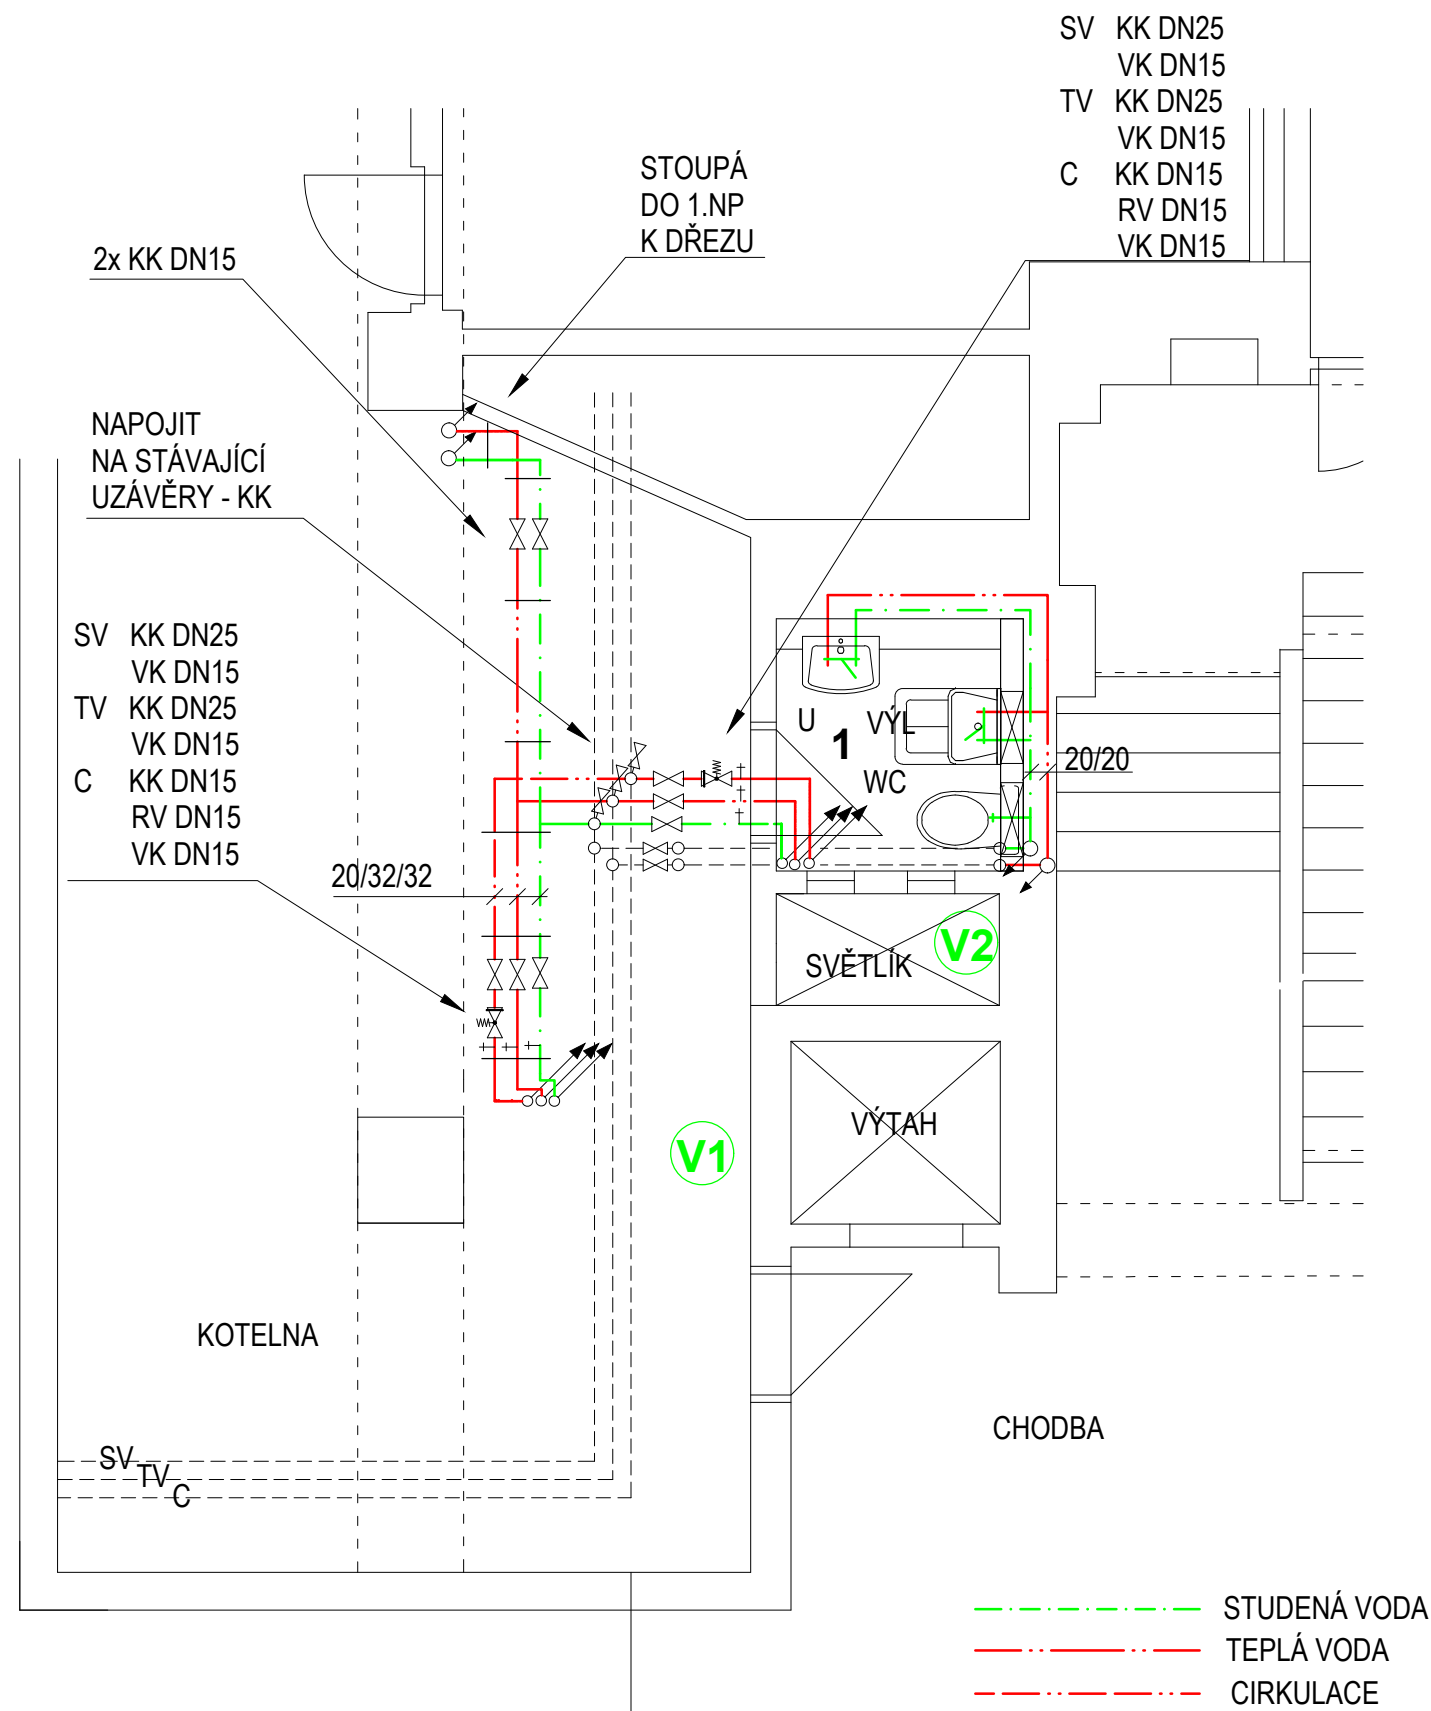 SV KK DN25
VK DN15
TV KK DN25
VK DN15
C KK DN15
RV DN15
VK DN15
STOUPÁ
DO 1.NP
K DŘEZU
2x KK DN15
NAPOJIT
NA STÁVAJÍCÍ
UZÁVĚRY - KK
SV KK DN25
VK DN15
TV KK DN25
VK DN15
C KK DN15
RV DN15
VK DN15
20/32/32
U
1
VÝL
WC
20/20
V2
SVĚTLÍK
VÝTAH
V1
KOTELNA
CHODBA
SV
TV
C
STUDENÁ VODA
TEPLÁ VODA
CIRKULACE